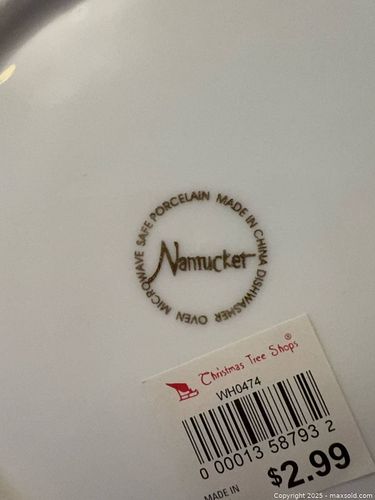 OVEN MICROWAVE SAFE PORCELAIN MADE IN CHINA DISHWASHER
Nantucket
Christmas Tree Shops®
WH0474
0 00013 58793 2
MADE IN
$2.99
© Copyright 2025 - maxsold.com